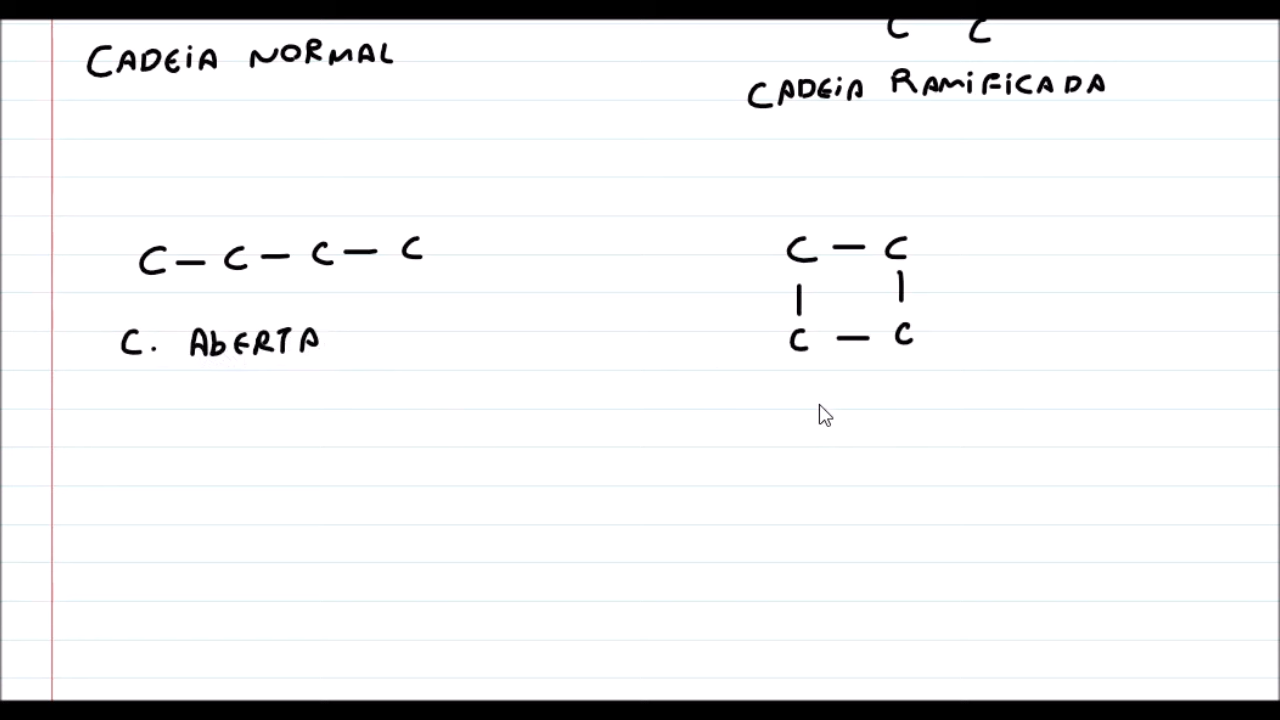 C C
CADEIA NORMAL
CADEIA RAMIFICADA
C – C – C – C
C – C
| |
C – C
C. ABERTA